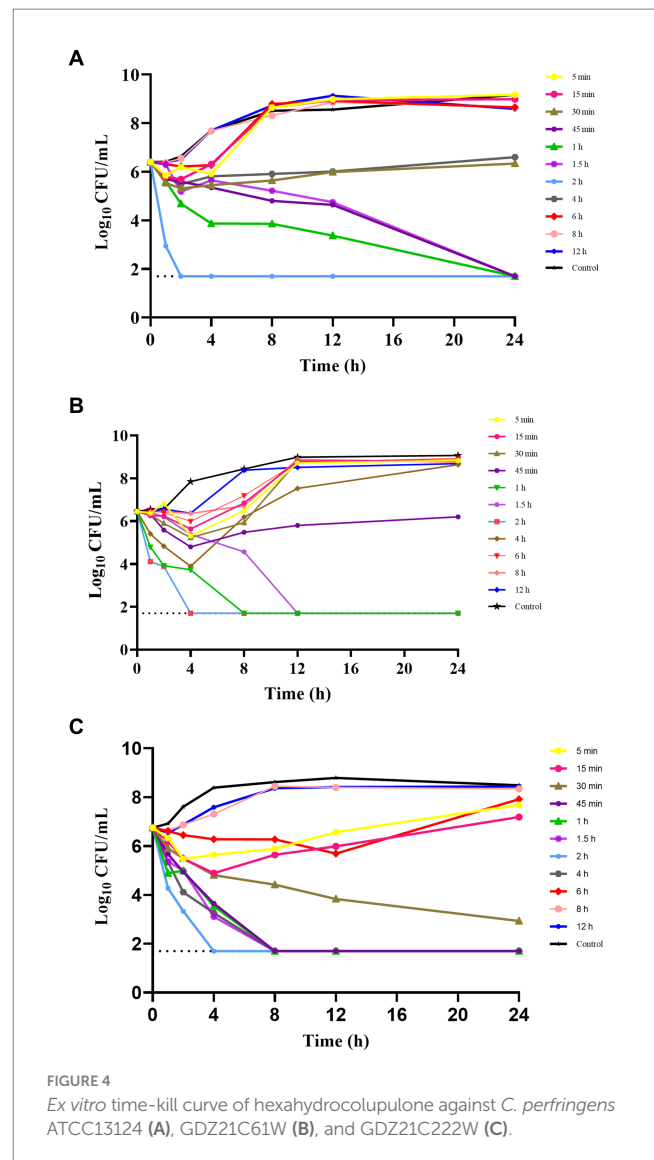 A
10
8
6
4
2
0
Log10 CFU/mL
0 4 8 12 16 20 24
Time (h)
5 min
15 min
30 min
45 min
1 h
1.5 h
2 h
4 h
6 h
8 h
12 h
Control
B
10
8
6
4
2
0
Log10 CFU/mL
0 4 8 12 16 20 24
Time (h)
5 min
15 min
30 min
45 min
1 h
1.5 h
2 h
4 h
6 h
8 h
12 h
Control
C
10
8
6
4
2
0
Log10 CFU/mL
0 4 8 12 16 20 24
Time (h)
5 min
15 min
30 min
45 min
1 h
1.5 h
2 h
4 h
6 h
8 h
12 h
Control
FIGURE 4
Ex vitro time-kill curve of hexahydrocolupulone against C. perfringens
ATCC13124 (A), GDZ21C61W (B), and GDZ21C222W (C).